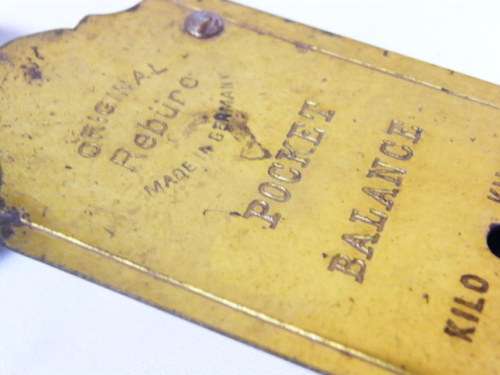 ORIGINAL
Rebüro
MADE IN GERMANY
POCKET
BALANCE
KILO